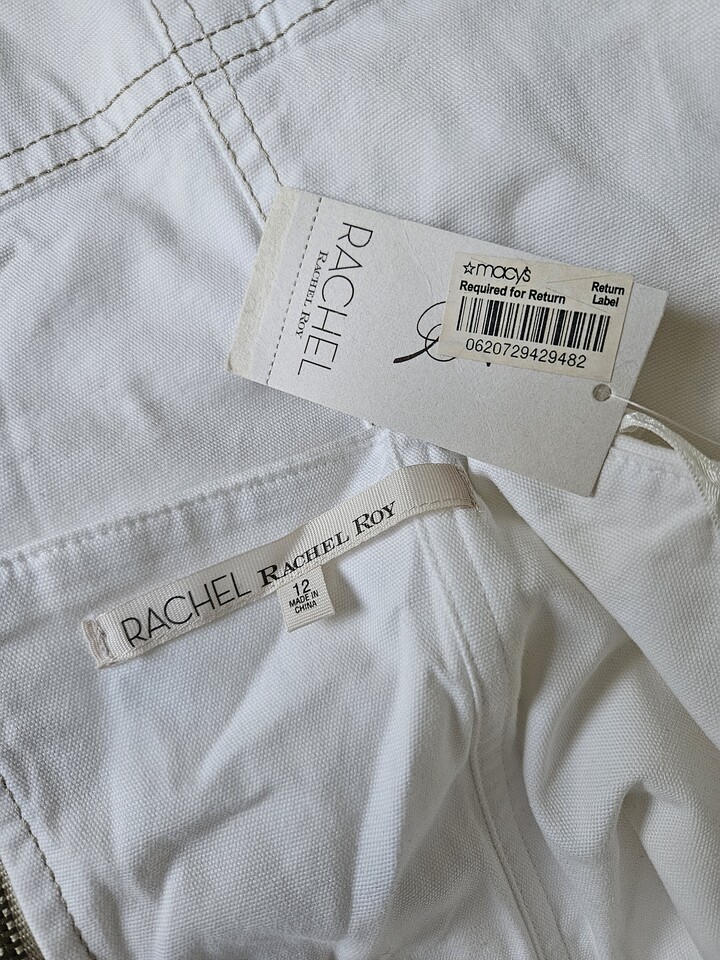 RACHEL
RACHEL ROY
☆macy's
Required for Return
Return
Label
0620729429482
RACHEL RACHEL ROY
12
MADE IN
CHINA